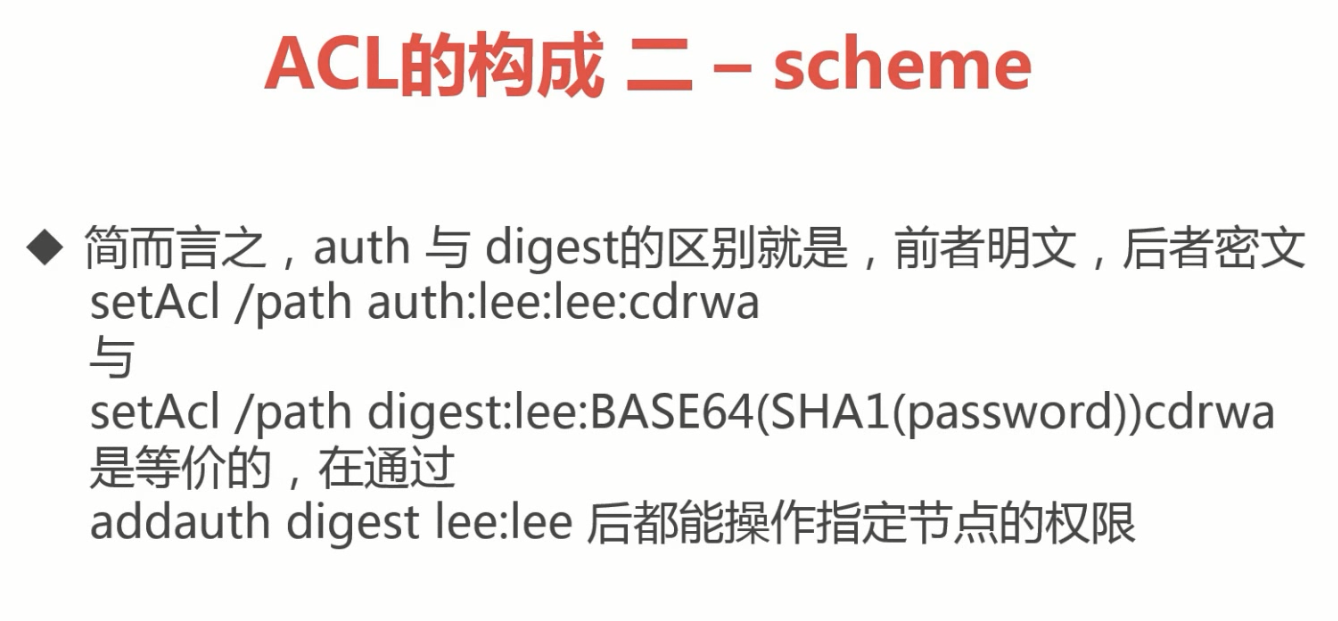 ACL的构成 二 – scheme
◆ 简而言之，auth 与 digest的区别就是，前者明文，后者密文
setAcl /path auth:lee:lee:cdrwa
与
setAcl /path digest:lee:BASE64(SHA1(password))cdrwa
是等价的，在通过
addauth digest lee:lee 后都能操作指定节点的权限